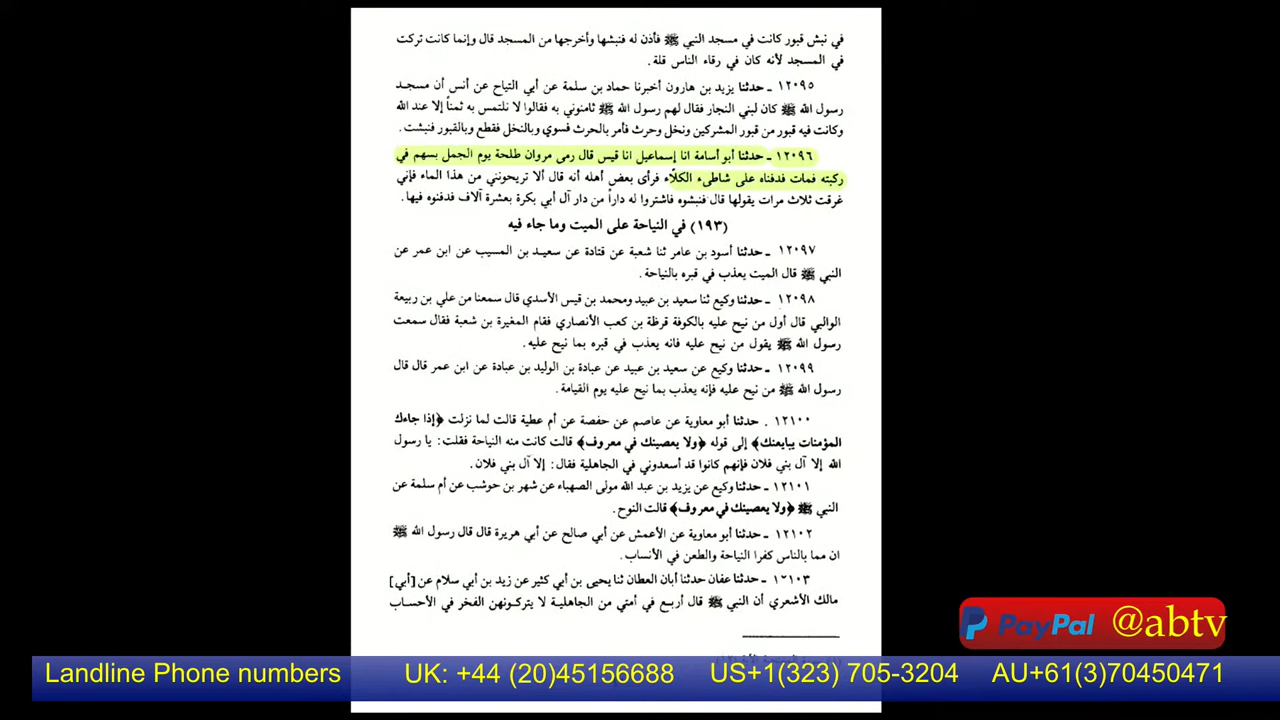 في نبش قبور كانت في مسجد النبي ﷺ فأذن له فنبشها وأخرجها من المسجد قال وإنما كانت تركت
في المسجد لأنه كان في رقاء الناس قلة .
١٢٠٩٥ ـ حدثنا يزيد بن هارون أخبرنا حماد بن سلمة عن أبي التياح عن أنس أن مسجد
رسول الله ﷺ كان لبني النجار فقال لهم رسول الله ﷺ ثامنوني به فقالوا لا نلتمس به ثمناً إلا عند الله
وكانت فيه قبور من قبور المشركين ونخل وحرث فأمر بالحرث فسوي وبالنخل فقطع وبالقبور فنبشت .
١٢٠٩٦ ـ حدثنا أبو أسامة انا إسماعيل انا قيس قال رمى مروان طلحة يوم الجمل بسهم في
ركبته فمات فدفناه على شاطىء الكلّاء فرأى بعض أهله أنه قال ألا تريحونني من هذا الماء فإني
غرقت ثلاث مرات يقولها قال فنبشوه فاشتروا له داراً من دار آل أبي بكرة بعشرة آلاف فدفنوه فيها .
(١٩٣) في النياحة على الميت وما جاء فيه
١٢٠٩٧ ـ حدثنا أسود بن عامر ثنا شعبة عن قتادة عن سعيد بن المسيب عن ابن عمر عن
النبي ﷺ قال الميت يعذب في قبره بالنياحة .
١٢٠٩٨ ـ حدثنا وكيع ثنا سعيد بن عبيد ومحمد بن قيس الأسدي قال سمعنا من علي بن ربيعة
الوالبي قال أول من نيح عليه بالكوفة قرظة بن كعب الأنصاري فقام المغيرة بن شعبة فقال سمعت
رسول الله ﷺ يقول من نيح عليه فانه يعذب في قبره بما نيح عليه .
١٢٠٩٩ ـ حدثنا وكيع عن سعيد بن عبيد عن عبادة بن الوليد بن عبادة عن ابن عمر قال قال
رسول الله ﷺ من نيح عليه فإنه يعذب بما نيح عليه يوم القيامة .
١٢١٠٠ . حدثنا أبو معاوية عن عاصم عن حفصة عن أم عطية قالت لما نزلت ﴿إذا جاءك
المؤمنات يبايعنك﴾ إلى قوله ﴿ولا يعصينك في معروف﴾ قالت كانت منه النياحة فقلت : يا رسول
الله إلا آل بني فلان فإنهم كانوا قد أسعدوني في الجاهلية فقال : إلا آل بني فلان .
١٢١٠١ ـ حدثنا وكيع عن يزيد بن عبد الله مولى الصهباء عن شهر بن حوشب عن أم سلمة عن
النبي ﷺ ﴿ولا يعصينك في معروف﴾ قالت النوح .
١٢١٠٢ ـ حدثنا أبو معاوية عن الأعمش عن أبي صالح عن أبي هريرة قال قال رسول الله ﷺ
ان مما بالناس كفرا النياحة والطعن في الأنساب .
١٢١٠٣ ـ حدثنا عفان حدثنا أبان العطان ثنا يحيى بن أبي كثير عن زيد بن أبي سلام عن [أبي]
مالك الأشعري أن النبي ﷺ قال أربع في أمتي من الجاهلية لا يتركونهن الفخر في الأحساب
PayPal @abtv
Landline Phone numbers UK: +44 (20)45156688 US+1(323) 705-3204 AU+61(3)70450471